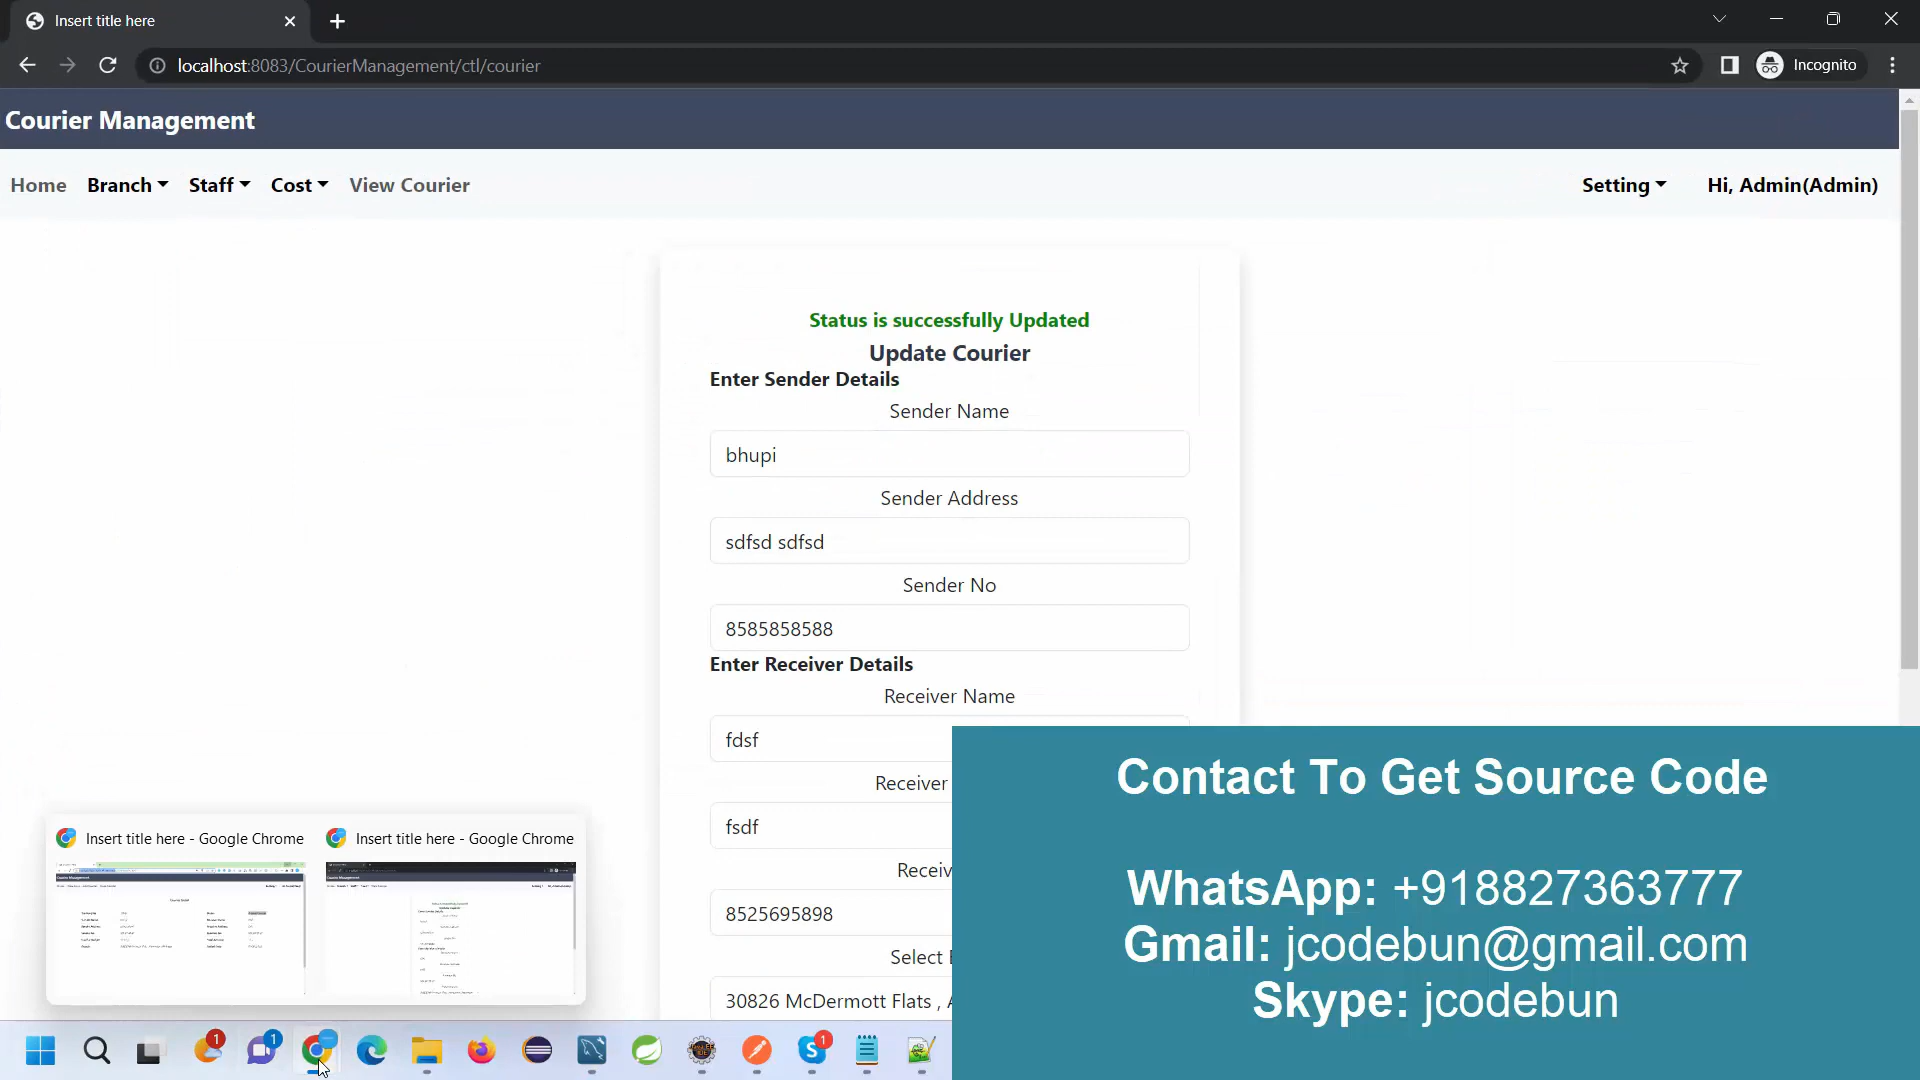 Insert title here
localhost:8083/CourierManagement/ctl/courier
Incognito
Courier Management
Home Branch Staff Cost View Courier Setting Hi, Admin(Admin)
Status is successfully Updated
Update Courier
Enter Sender Details
Sender Name
bhupi
Sender Address
sdfsd sdfsd
Sender No
8585858588
Enter Receiver Details
Receiver Name
fdsf
Receiver
fsdf
8525695898
Select
30826 McDermott Flats ,
Insert title here - Google Chrome Insert title here - Google Chrome
Contact To Get Source Code
WhatsApp: +918827363777
Gmail: jcodebun@gmail.com
Skype: jcodebun
1 1 1